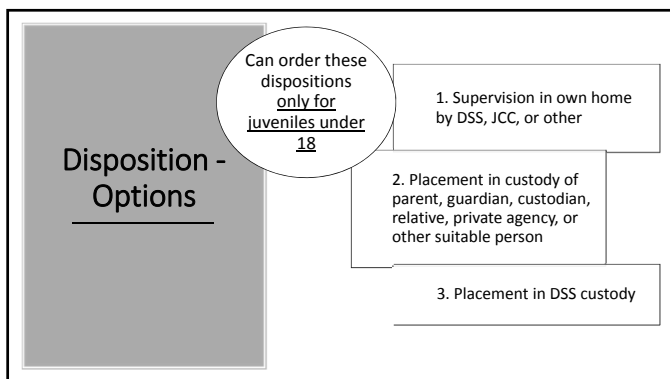 Disposition -
Options
Can order these
dispositions
only for
juveniles under
18
1. Supervision in own home
by DSS, JCC, or other
2. Placement in custody of
parent, guardian, custodian,
relative, private agency, or
other suitable person
3. Placement in DSS custody